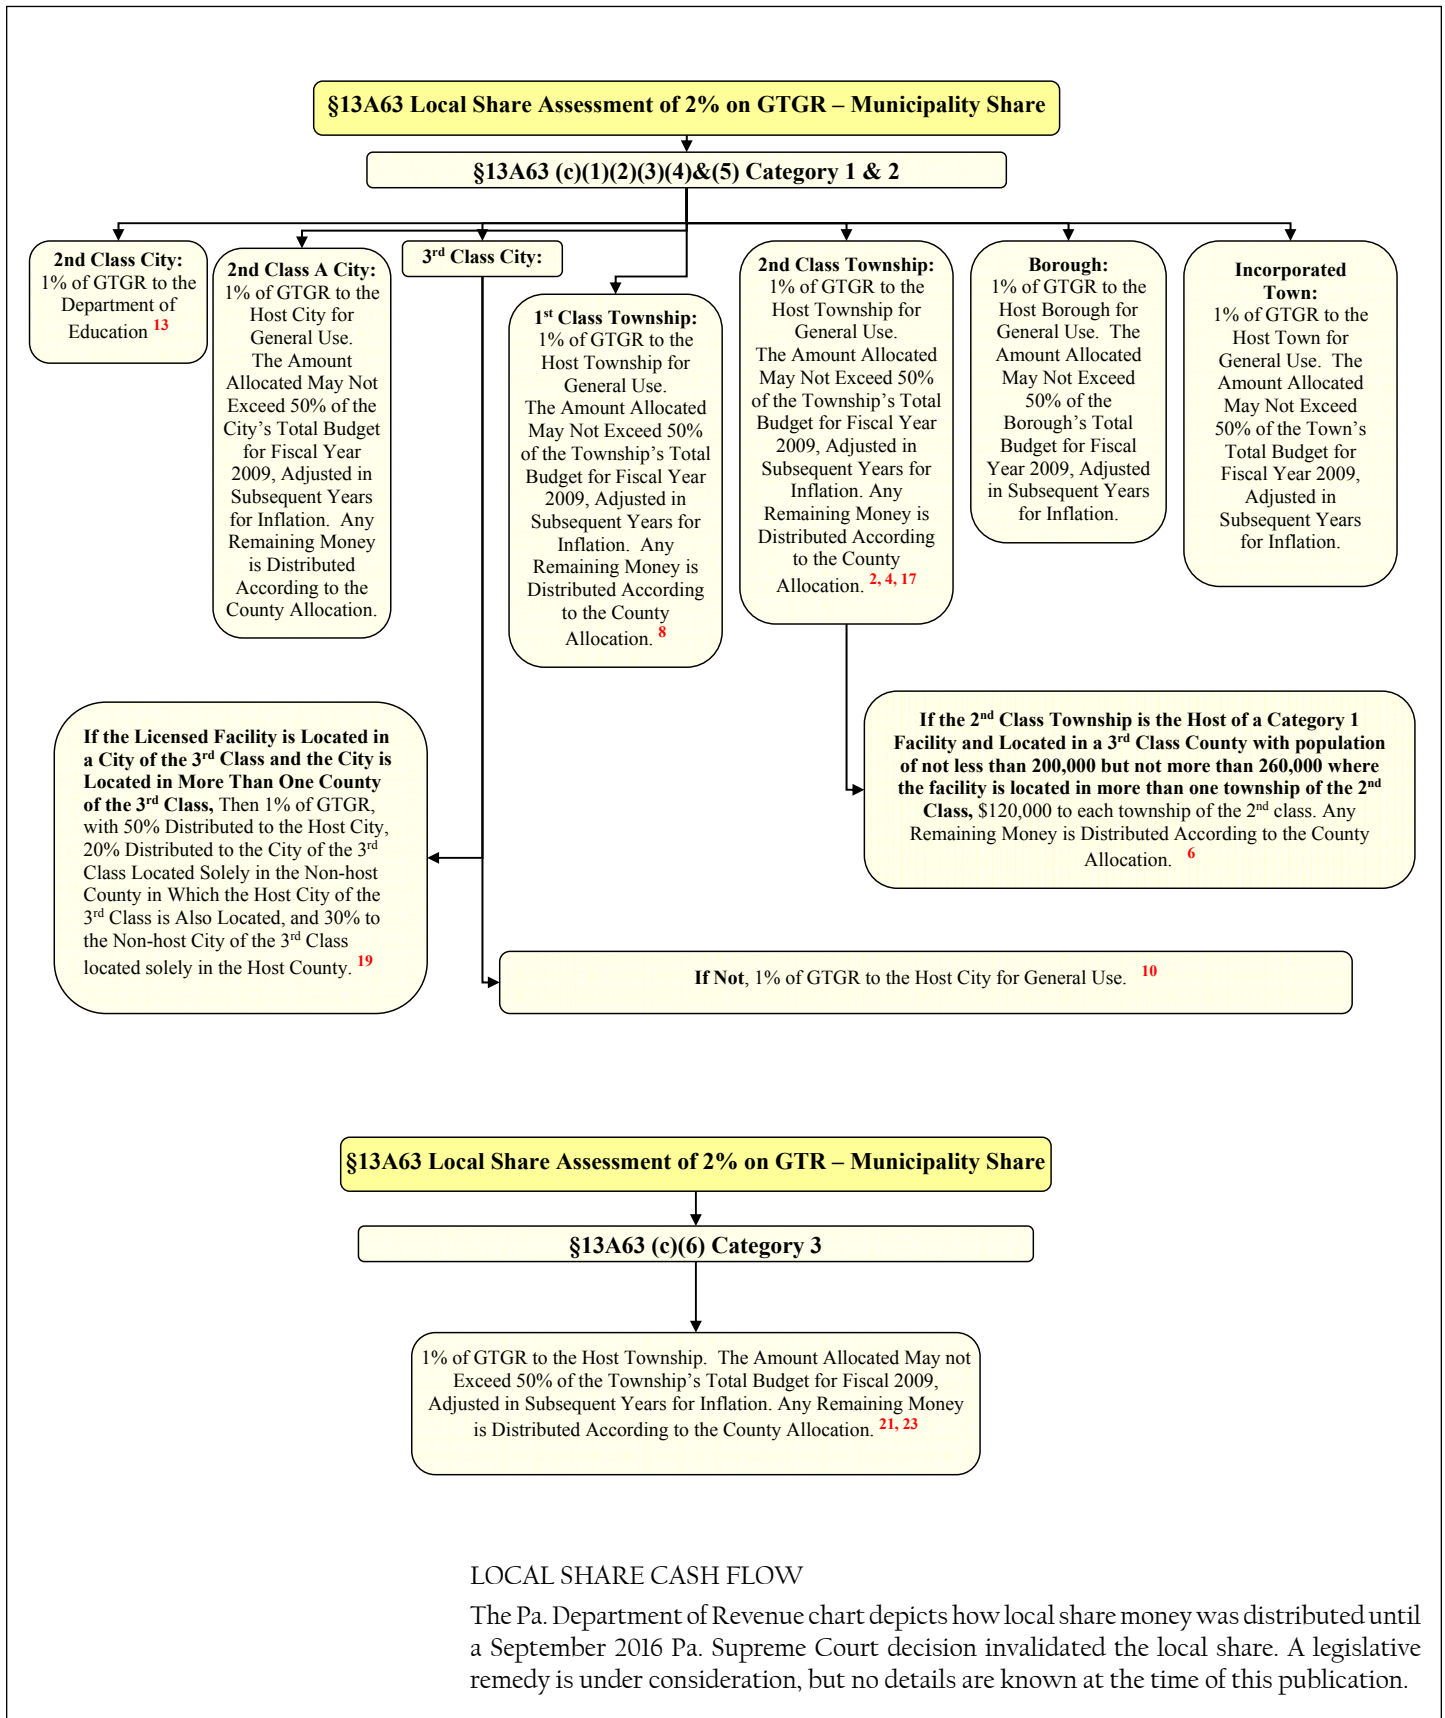 §13A63 Local Share Assessment of 2% on GTGR – Municipality Share
§13A63 (c)(1)(2)(3)(4)&(5) Category 1 & 2
2nd Class City:
1% of GTGR to the
Department of
Education 13
2nd Class A City:
1% of GTGR to the
Host City for
General Use.
The Amount
Allocated May Not
Exceed 50% of the
City's Total Budget
for Fiscal Year
2009, Adjusted in
Subsequent Years
for Inflation. Any
Remaining Money
is Distributed
According to the
County Allocation.
3rd Class City:
1st Class Township:
1% of GTGR to the
Host Township for
General Use.
The Amount Allocated
May Not Exceed 50%
of the Township's Total
Budget for Fiscal Year
2009, Adjusted in
Subsequent Years for
Inflation. Any
Remaining Money is
Distributed According
to the County
Allocation. 8
2nd Class Township:
1% of GTGR to the
Host Township for
General Use.
The Amount Allocated
May Not Exceed 50%
of the Township's Total
Budget for Fiscal Year
2009, Adjusted in
Subsequent Years for
Inflation. Any
Remaining Money is
Distributed According
to the County
Allocation. 2, 4, 17
Borough:
1% of GTGR to the
Host Borough for
General Use. The
Amount Allocated
May Not Exceed
50% of the
Borough's Total
Budget for Fiscal
Year 2009, Adjusted
in Subsequent Years
for Inflation.
Incorporated
Town:
1% of GTGR to the
Host Town for
General Use. The
Amount Allocated
May Not Exceed
50% of the Town's
Total Budget for
Fiscal Year 2009,
Adjusted in
Subsequent Years
for Inflation.
If the Licensed Facility is Located in
a City of the 3rd Class and the City is
Located in More Than One County
of the 3rd Class, Then 1% of GTGR,
with 50% Distributed to the Host City,
20% Distributed to the City of the 3rd
Class Located Solely in the Non-host
County in Which the Host City of the
3rd Class is Also Located, and 30% to
the Non-host City of the 3rd Class
located solely in the Host County. 19
If the 2nd Class Township is the Host of a Category 1
Facility and Located in a 3rd Class County with population
of not less than 200,000 but not more than 260,000 where
the facility is located in more than one township of the 2nd
Class, $120,000 to each township of the 2nd class. Any
Remaining Money is Distributed According to the County
Allocation. 6
If Not, 1% of GTGR to the Host City for General Use. 10
§13A63 Local Share Assessment of 2% on GTR – Municipality Share
§13A63 (c)(6) Category 3
1% of GTGR to the Host Township. The Amount Allocated May not
Exceed 50% of the Township's Total Budget for Fiscal 2009,
Adjusted in Subsequent Years for Inflation. Any Remaining Money
is Distributed According to the County Allocation. 21, 23
LOCAL SHARE CASH FLOW
The Pa. Department of Revenue chart depicts how local share money was distributed until
a September 2016 Pa. Supreme Court decision invalidated the local share. A legislative
remedy is under consideration, but no details are known at the time of this publication.